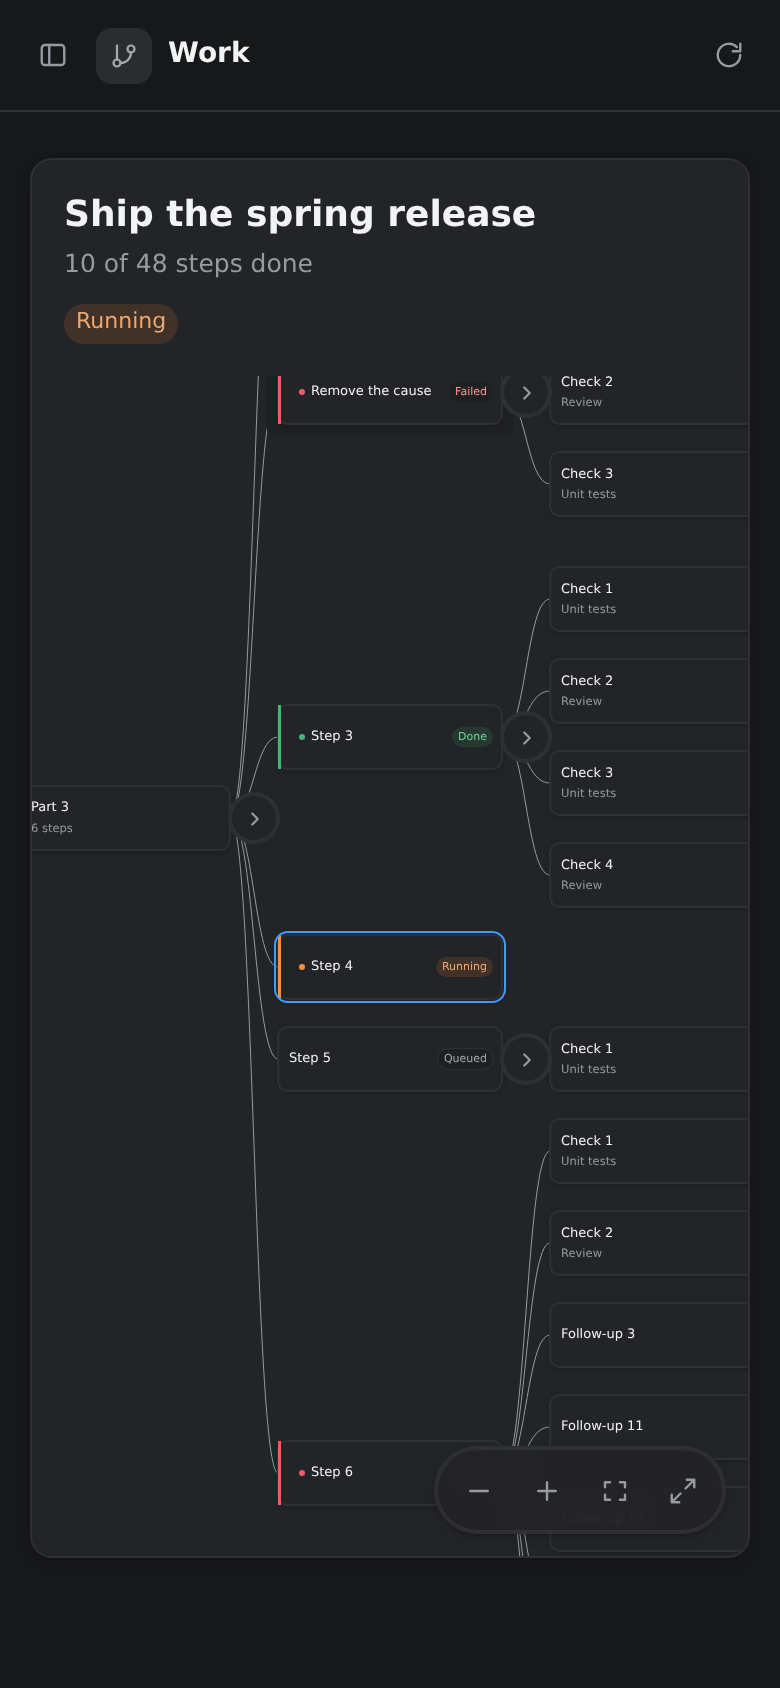 Work
Ship the spring release
10 of 48 steps done
Running
Remove the cause
Failed
Check 2
Review
Check 3
Unit tests
Check 1
Unit tests
Check 2
Review
Step 3
Done
Check 3
Unit tests
Part 3
6 steps
Check 4
Review
Step 4
Running
Step 5
Queued
Check 1
Unit tests
Check 1
Unit tests
Check 2
Review
Follow-up 3
Follow-up 11
Step 6